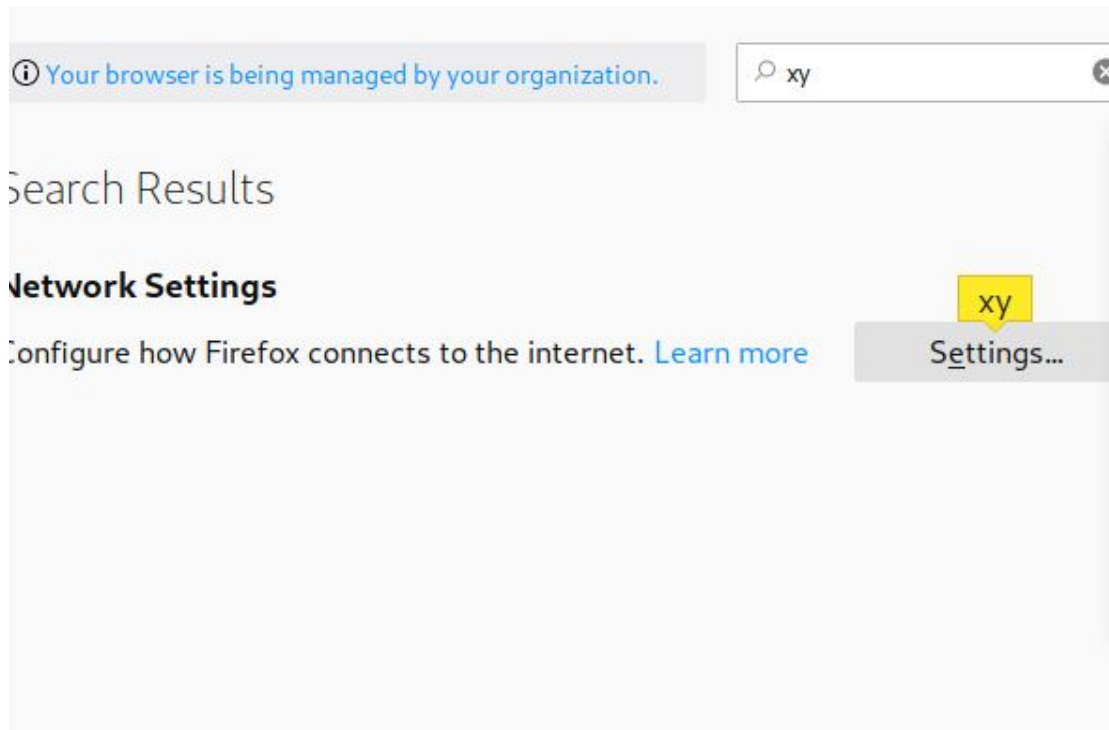 Your browser is being managed by your organization.
xy
Search Results
Network Settings
xy
Configure how Firefox connects to the internet. Learn more
Settings...